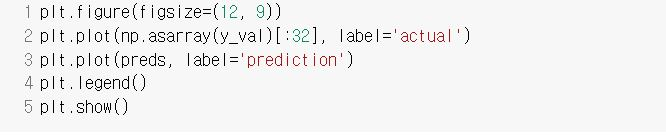 1 plt.figure(figsize=(12, 9))
2 plt.plot(np.asarray(y_val)[:32], label='actual')
3 plt.plot(preds, label='prediction')
4 plt.legend()
5 plt.show()